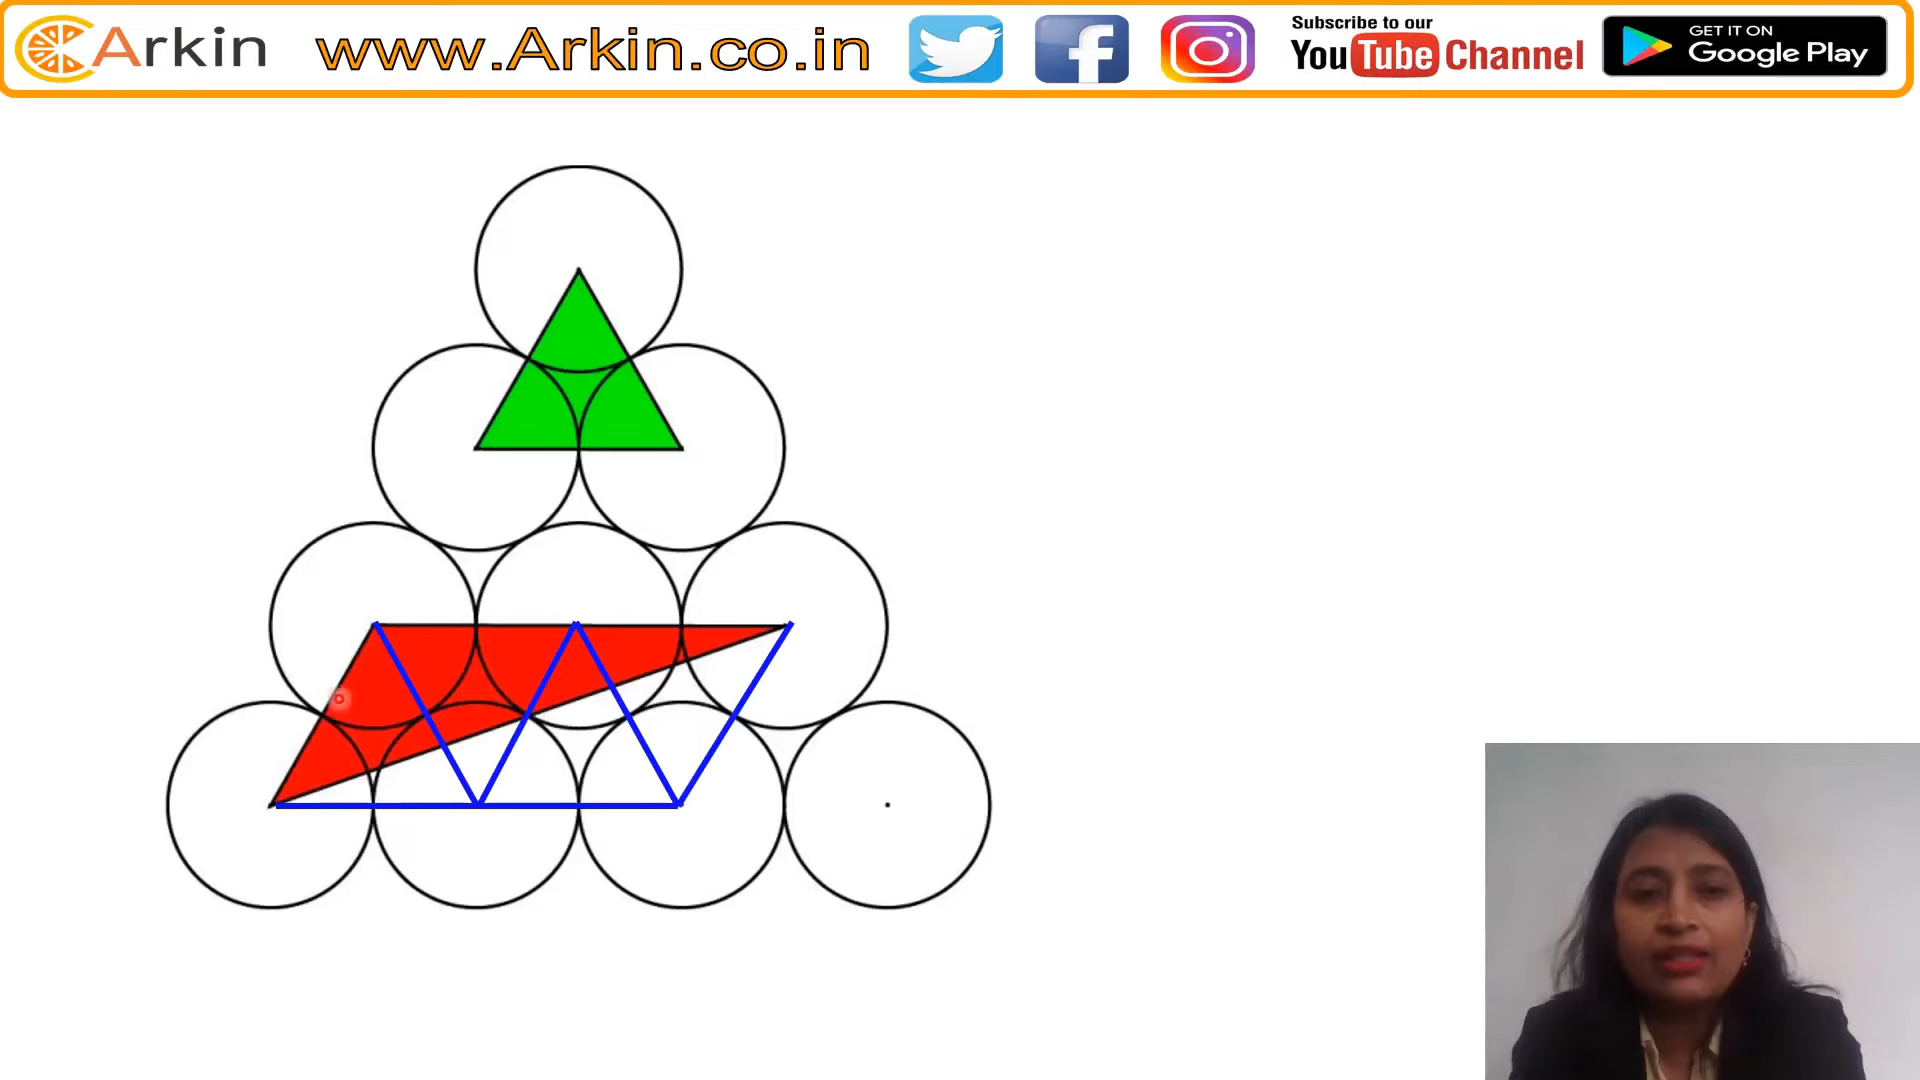 Arkin
www.Arkin.co.in
Subscribe to our
YouTube Channel
GET IT ON
Google Play